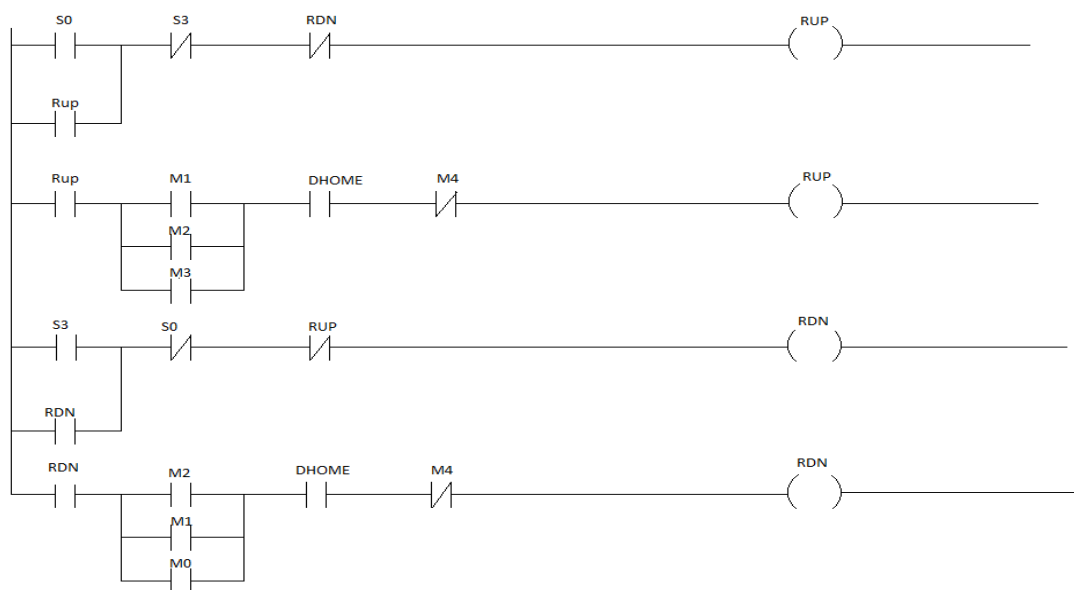 S0 S3 RDN RUP
Rup
Rup M1 DHOME M4 RUP
M2
M3
S3 S0 RUP RDN
RDN
RDN M2 DHOME M4 RDN
M1
M0